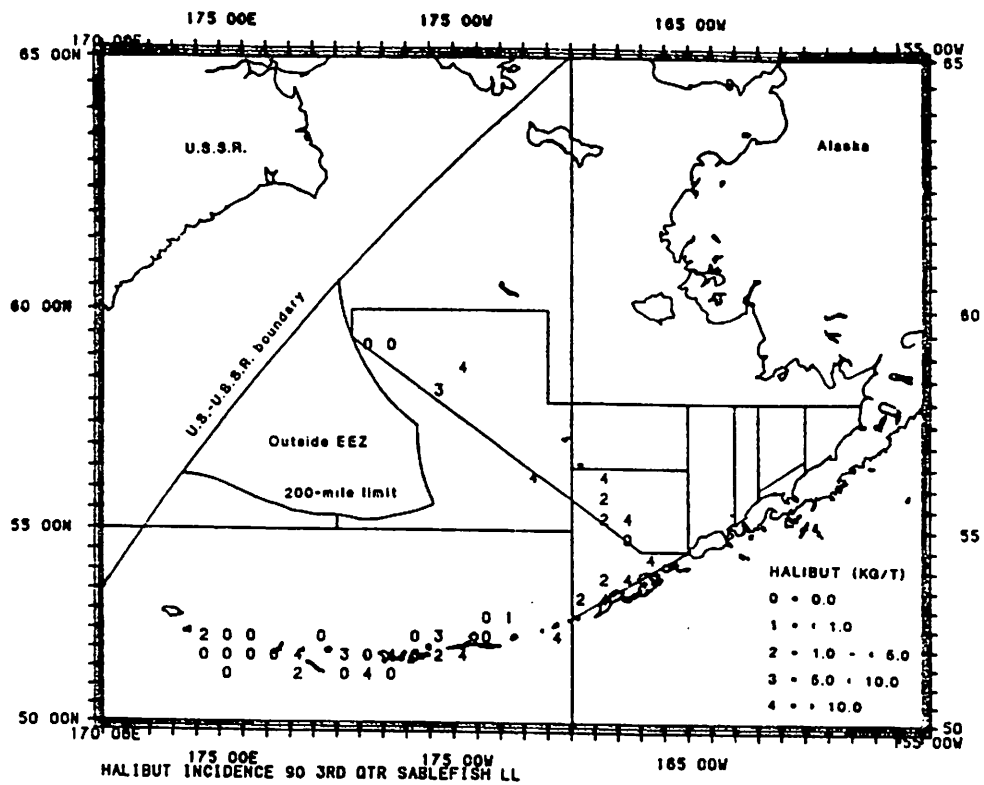 175 00E 175 00W 165 00W
170 00E 155 00W
65 00N 65
U.S.S.R. Alaska
60 00N 60
U.S.-U.S.S.R. boundary
0 0
4
3
Outside EEZ
4 4
200-mile limit
2
2 4
55 00N 55
0
4
HALIBUT (KG/T)
2 4
0 = 0.0
2
0 1
1 = < 1.0
2 0 0 0 0 3 00 4
2 = 1.0 - < 5.0
0 0 0 0 4 3 0 2 4
0 2 0 4 0
3 = 5.0 < 10.0
4 = > 10.0
50 00N 50
170 00E 155 00W
175 00E 175 00W 165 00W
HALIBUT INCIDENCE 90 3RD QTR SABLEFISH LL